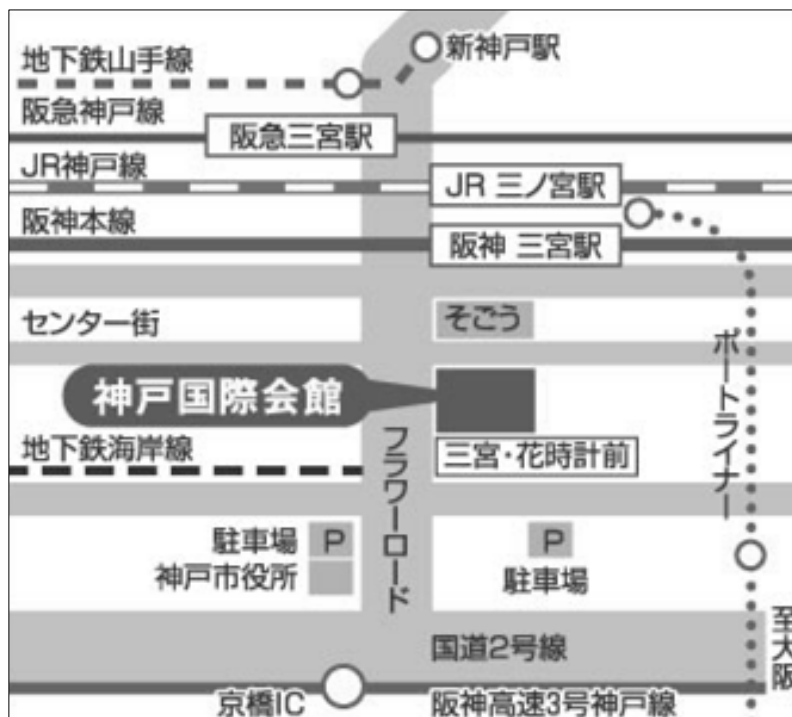 新神戸駅
地下鉄山手線
阪急神戸線
阪急三宮駅
JR神戸線
JR 三ノ宮駅
阪神本線
阪神 三宮駅
センター街
そごう
ポートライナー
神戸国際会館
地下鉄海岸線
三宮・花時計前
フラワーロード
駐車場 P
神戸市役所
P
駐車場
国道2号線
至大阪
京橋IC
阪神高速3号神戸線